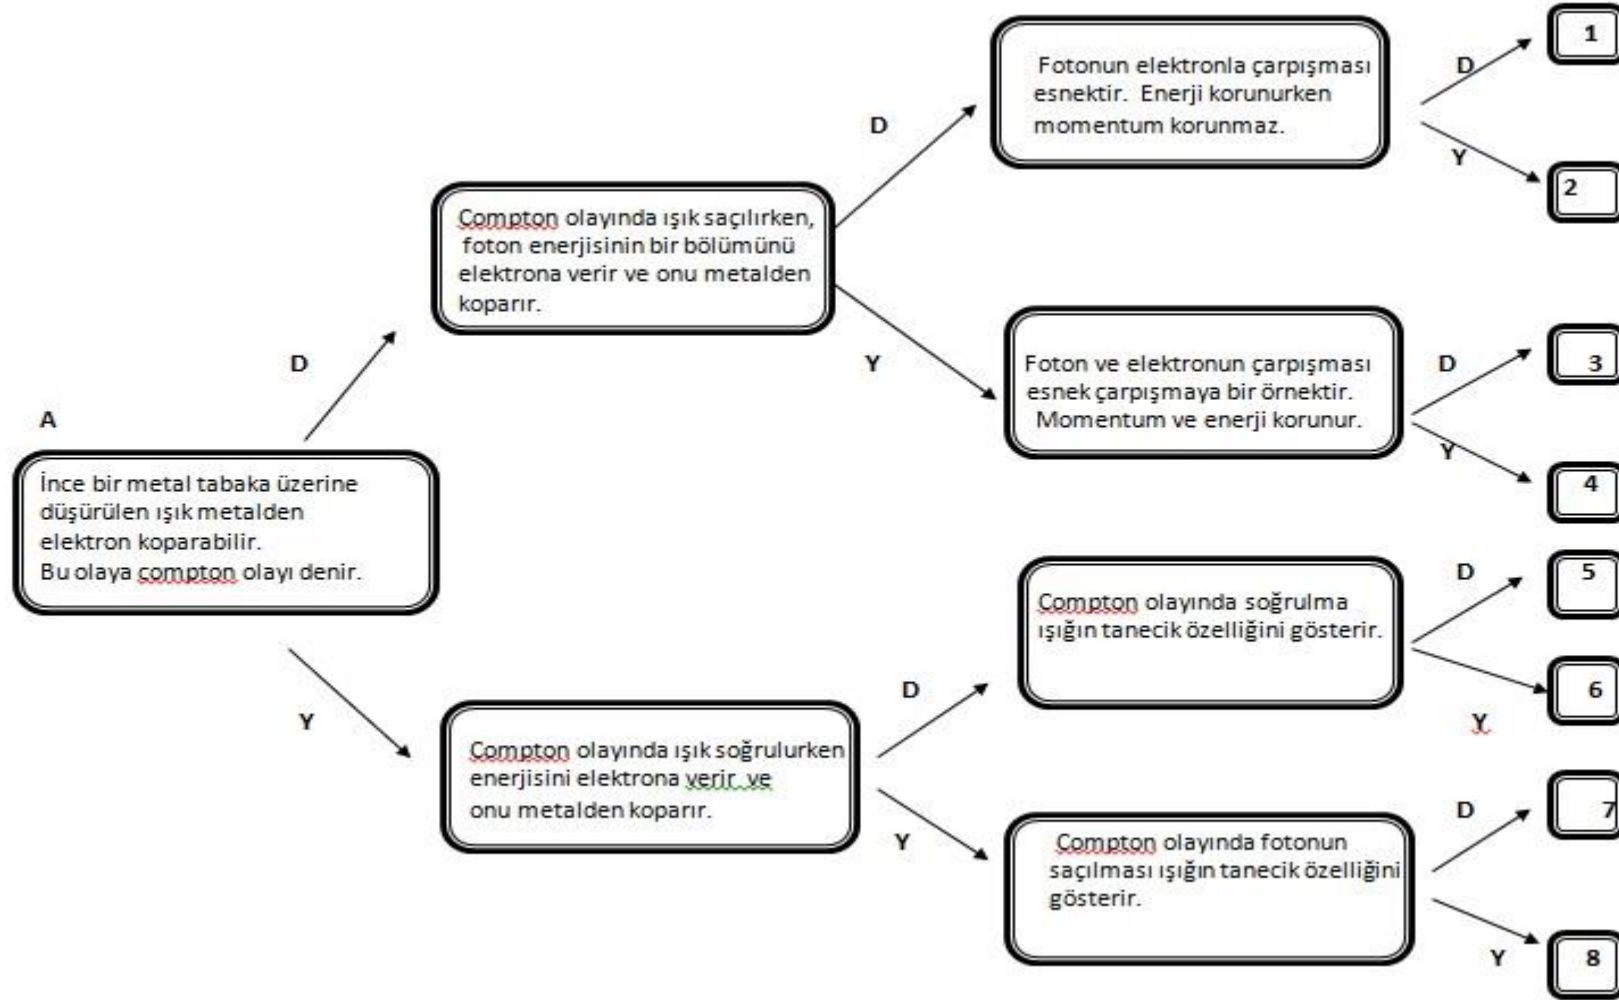 A
İnce bir metal tabaka üzerine
düşürülen ışık metalden
elektron koparabilir.
Bu olaya compton olayı denir.
D
Y
Compton olayında ışık saçılırken,
foton enerjisinin bir bölümünü
elektrona verir ve onu metalden
koparır.
D
Y
Compton olayında ışık soğrulurken
enerjisini elektrona verir ve
onu metalden koparır.
D
Y
Fotonun elektronla çarpışması
esnektir. Enerji korunurken
momentum korunmaz.
D
Y
Foton ve elektronun çarpışması
esnek çarpışmaya bir örnektir.
Momentum ve enerji korunur.
D
Y
Compton olayında soğrulma
ışığın tanecik özelliğini gösterir.
D
Y
Compton olayında fotonun
saçılması ışığın tanecik özelliğini
gösterir.
D
Y
1
2
3
4
5
6
7
8